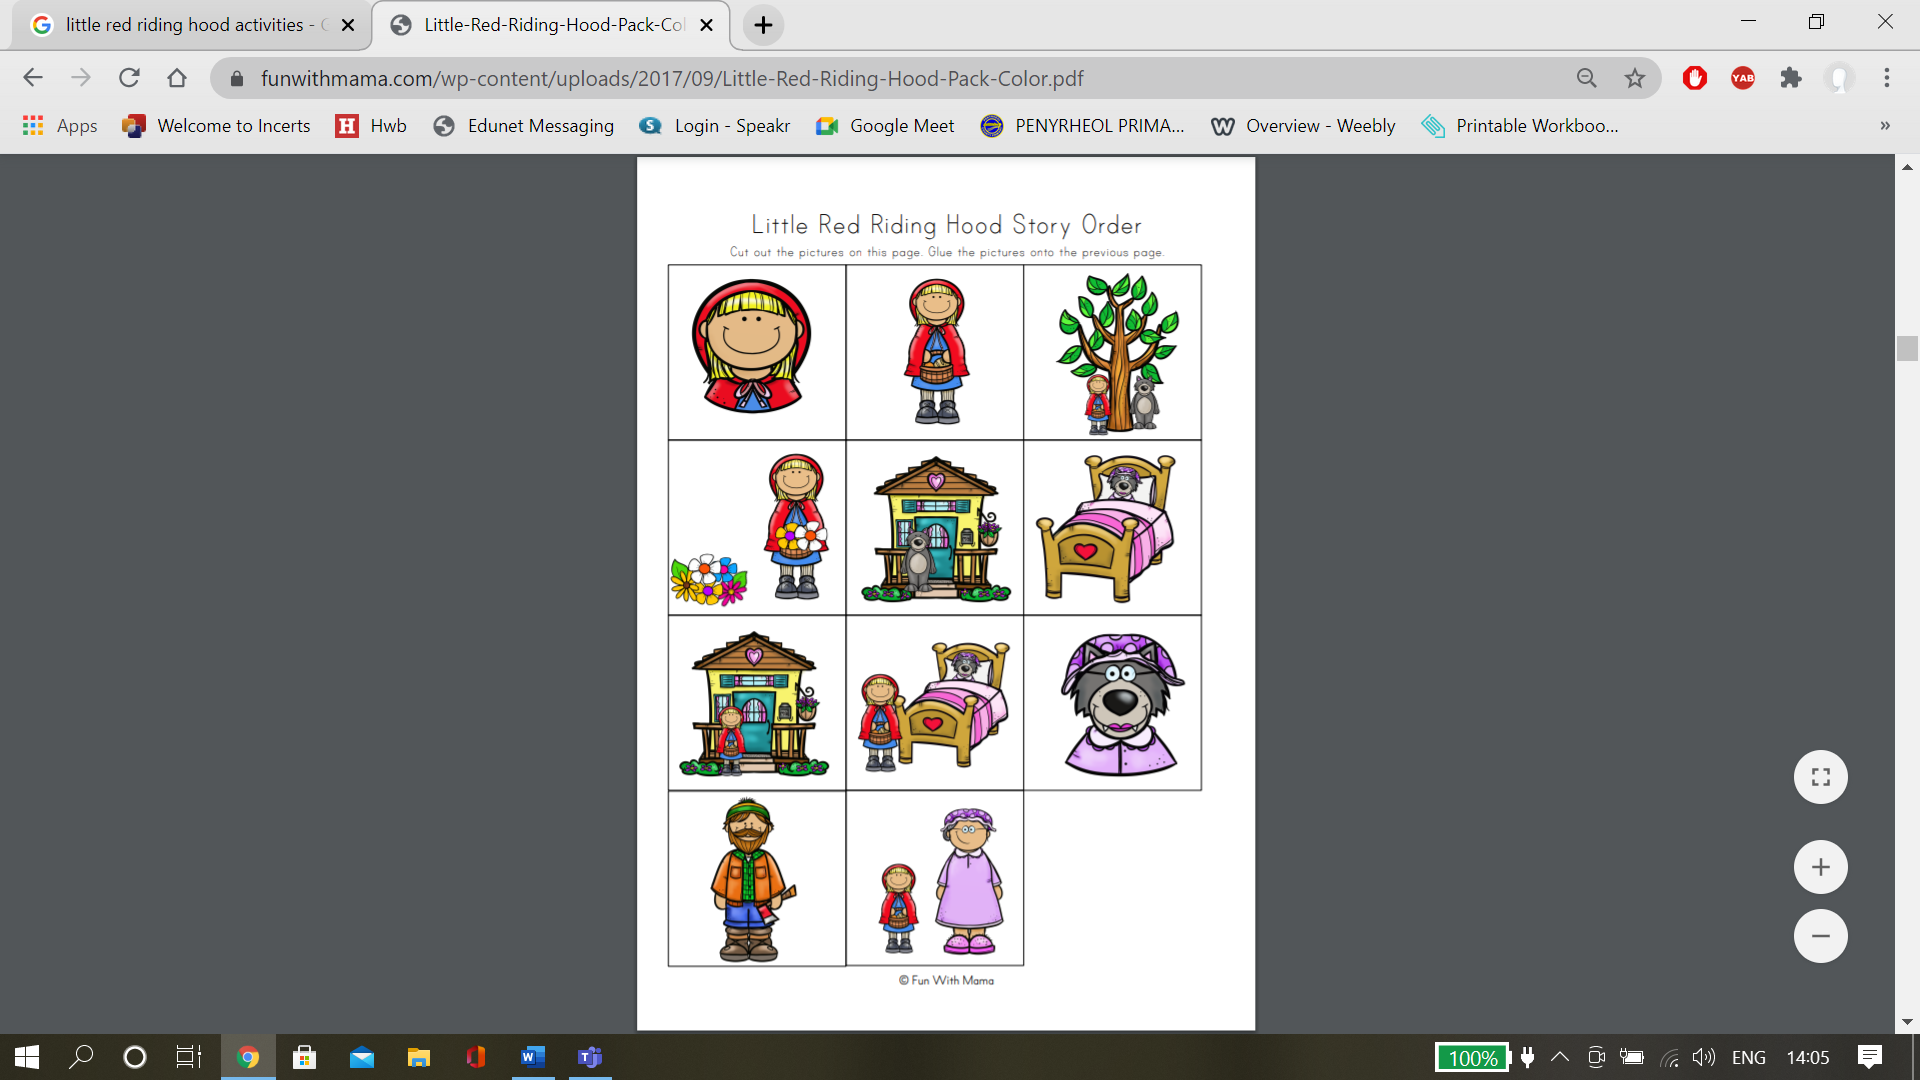 little red riding hood activities -
Little-Red-Riding-Hood-Pack-Col
funwithmama.com/wp-content/uploads/2017/09/Little-Red-Riding-Hood-Pack-Color.pdf
YAB
Apps
Welcome to Incerts
H Hwb
Edunet Messaging
S Login - Speakr
Google Meet
PENYRHEOL PRIMA...
W Overview - Weebly
Printable Workboo...
»
Little Red Riding Hood Story Order
Cut out the pictures on this page. Glue the pictures onto the previous page.
© Fun With Mama
100%
ENG
14:05